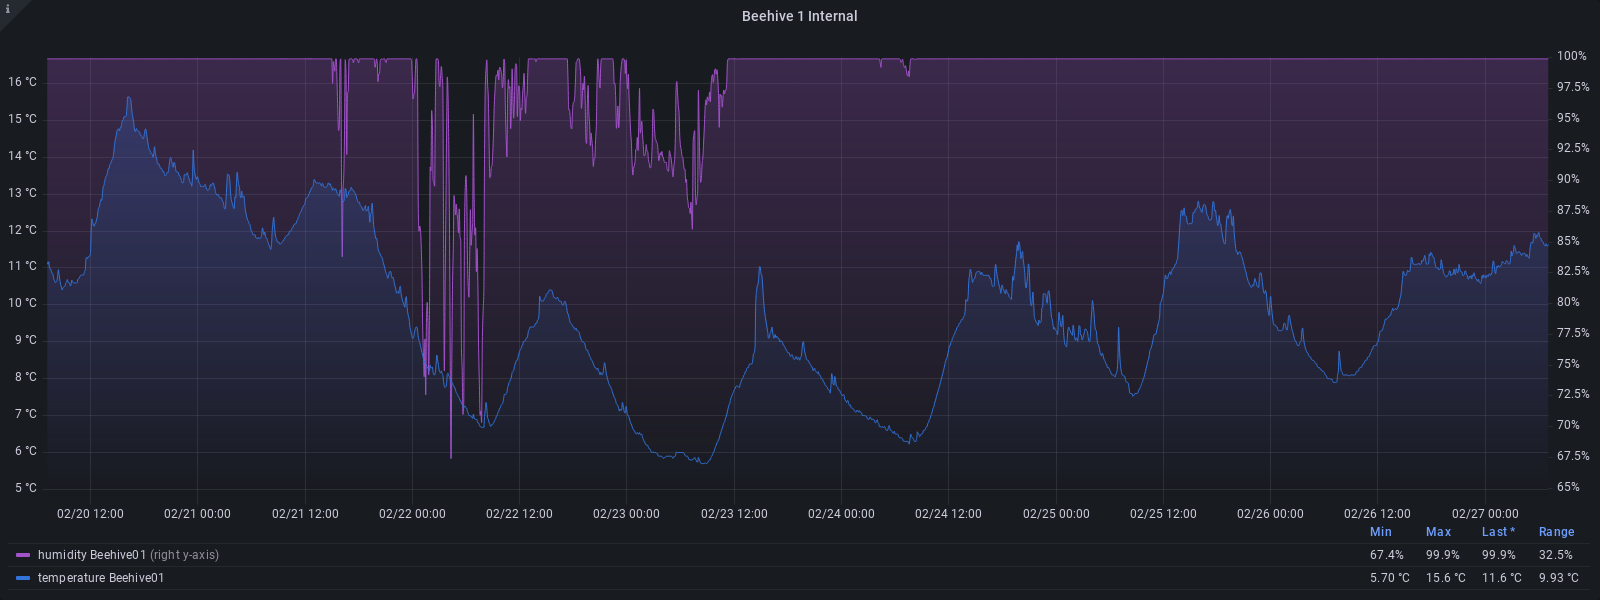 i
Beehive 1 Internal
16 °C
15 °C
14 °C
13 °C
12 °C
11 °C
10 °C
9 °C
8 °C
7 °C
6 °C
5 °C
100%
97.5%
95%
92.5%
90%
87.5%
85%
82.5%
80%
77.5%
75%
72.5%
70%
67.5%
65%
02/20 12:00 02/21 00:00 02/21 12:00 02/22 00:00 02/22 12:00 02/23 00:00 02/23 12:00 02/24 00:00 02/24 12:00 02/25 00:00 02/25 12:00 02/26 00:00 02/26 12:00 02/27 00:00
Min Max Last * Range
humidity Beehive01 (right y-axis) 67.4% 99.9% 99.9% 32.5%
temperature Beehive01 5.70 °C 15.6 °C 11.6 °C 9.93 °C